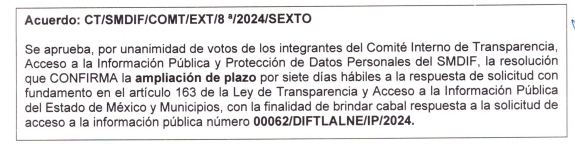 Acuerdo: CT/SMDIF/COMT/EXT/8 ª/2024/SEXTO
Se aprueba, por unanimidad de votos de los integrantes del Comité Interno de Transparencia,
Acceso a la Información Pública y Protección de Datos Personales del SMDIF, la resolución
que CONFIRMA la ampliación de plazo por siete días hábiles a la respuesta de solicitud con
fundamento en el artículo 163 de la Ley de Transparencia y Acceso a la Información Pública
del Estado de México y Municipios, con la finalidad de brindar cabal respuesta a la solicitud de
acceso a la información pública número 00062/DIFTLALNE/IP/2024.